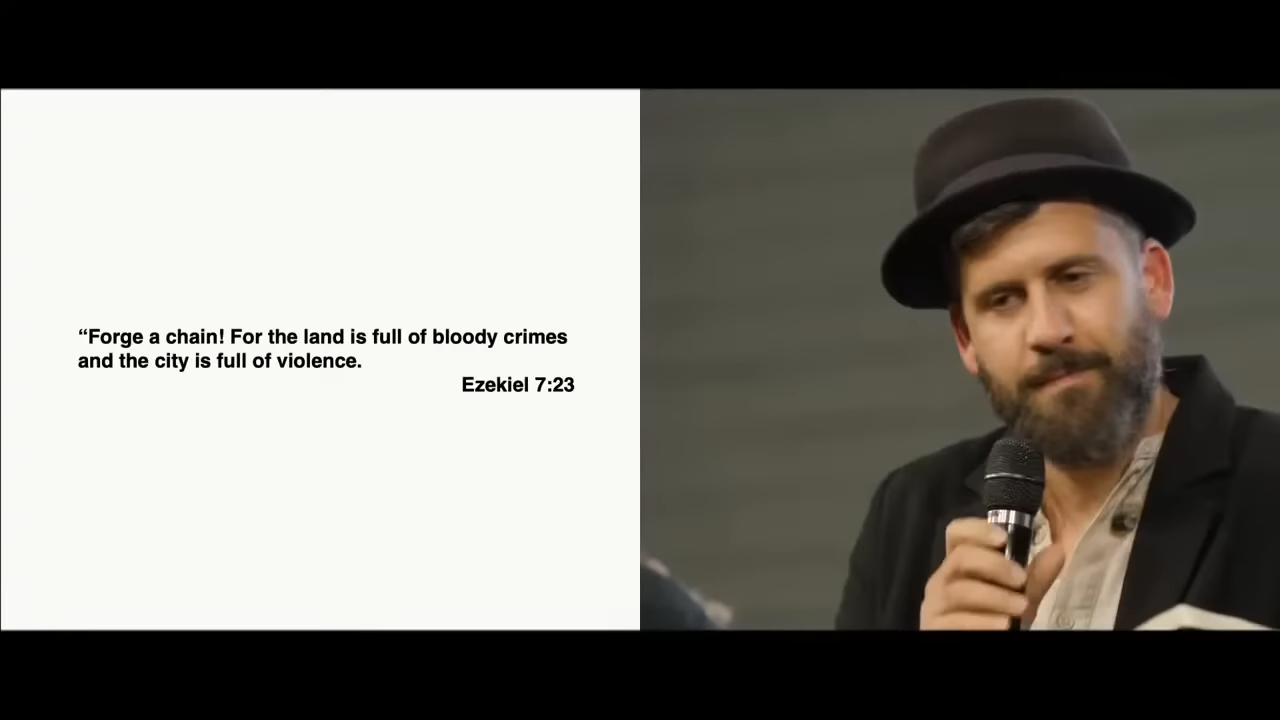 “Forge a chain! For the land is full of bloody crimes
and the city is full of violence.
Ezekiel 7:23